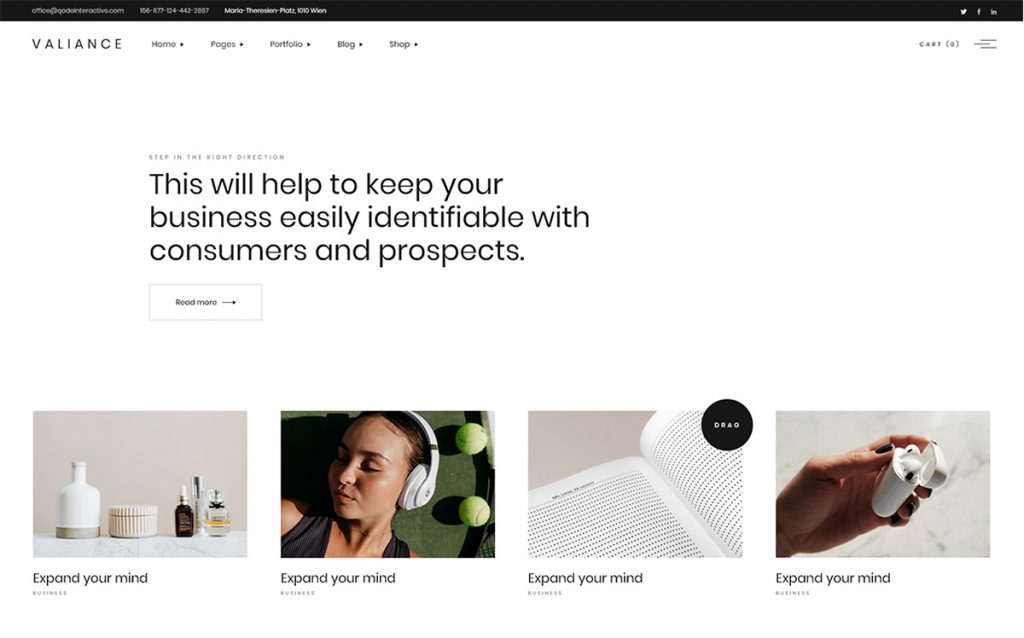 office@qodeinteractive.com 156-677-124-442-2887 Maria-Theresien-Platz, 1010 Wien
VALIANCE Home Pages Portfolio Blog Shop CART (0)
STEP IN THE RIGHT DIRECTION
This will help to keep your
business easily identifiable with
consumers and prospects.
Read more
DRAG
Expand your mind
BUSINESS
Expand your mind
BUSINESS
Expand your mind
BUSINESS
Expand your mind
BUSINESS